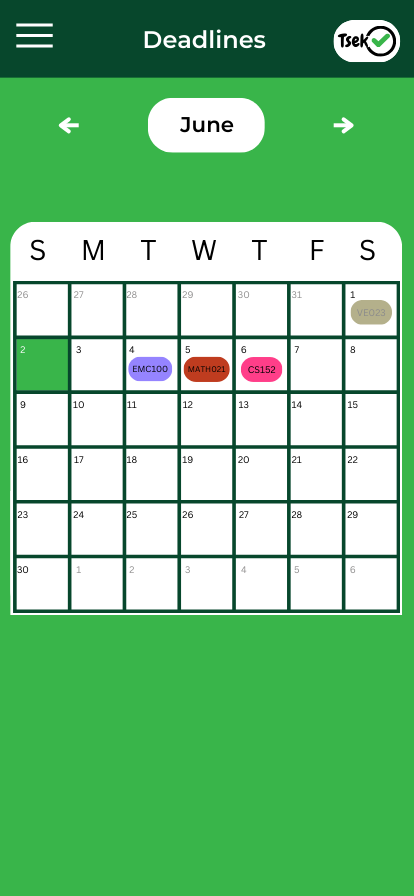 Deadlines
Tsek
June
S M T W T F S
26 27 28 29 30 31 1
VE023
2 3 4 5 6 7 8
EMC100 MATH021 CS152
9 10 11 12 13 14 15
16 17 18 19 20 21 22
23 24 25 26 27 28 29
30 1 2 3 4 5 6